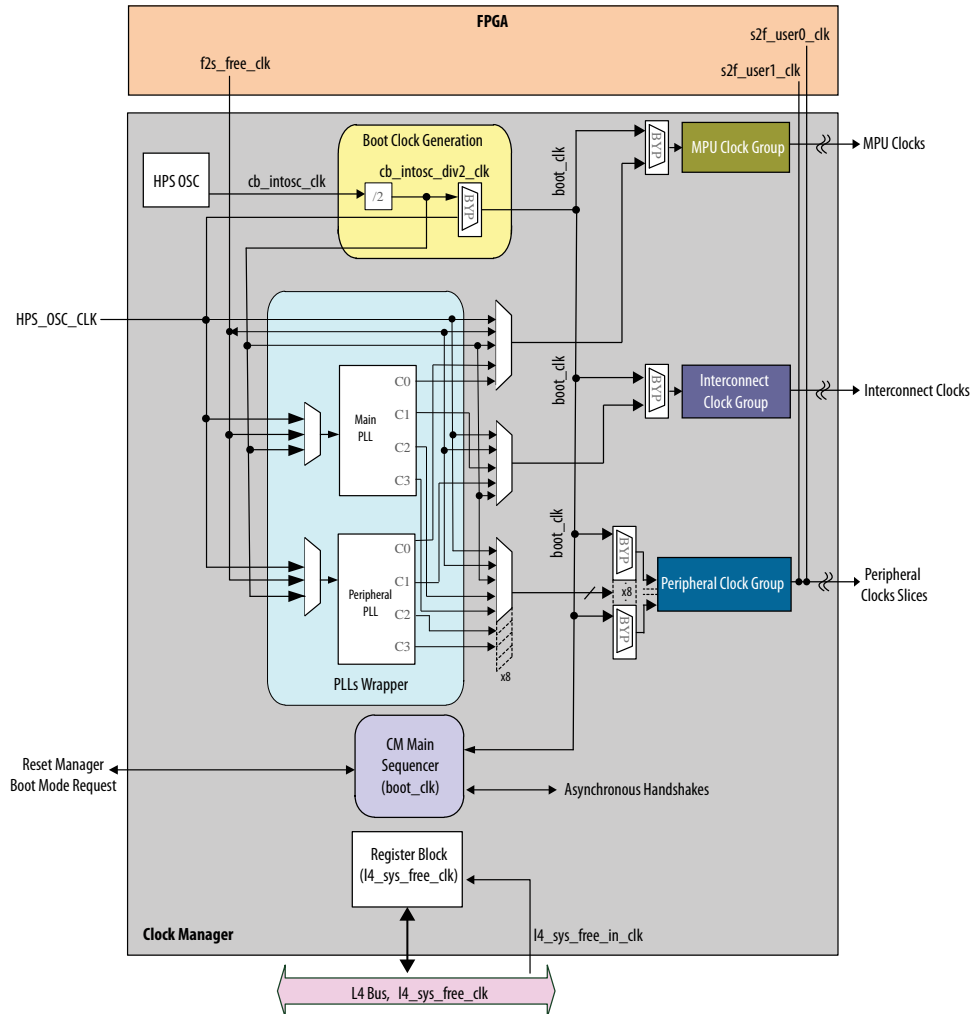 FPGA
s2f_user0_clk
f2s_free_clk
s2f_user1_clk
Boot Clock Generation
HPS OSC
cb_intosc_clk
cb_intosc_div2_clk
/2
BYP
boot_clk
BYP
MPU Clock Group
MPU Clocks
HPS_OSC_CLK
boot_clk
BYP
Interconnect
Clock Group
Interconnect Clocks
Main
PLL
C0
C1
C2
C3
boot_clk
BYP
x8
BYP
Peripheral Clock Group
Peripheral
Clocks Slices
Peripheral
PLL
C0
C1
C2
C3
x8
PLLs Wrapper
CM Main
Sequencer
(boot_clk)
Reset Manager
Boot Mode Request
Asynchronous Handshakes
Register Block
(l4_sys_free_clk)
Clock Manager
l4_sys_free_in_clk
L4 Bus, l4_sys_free_clk